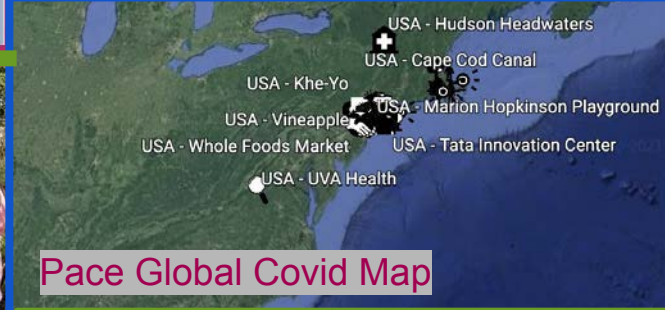 USA - Hudson Headwaters
USA - Cape Cod Canal
USA - Khe-Yo
USA - Marion Hopkinson Playground
USA - Vineapple
USA - Whole Foods Market
USA - Tata Innovation Center
USA - UVA Health
Pace Global Covid Map